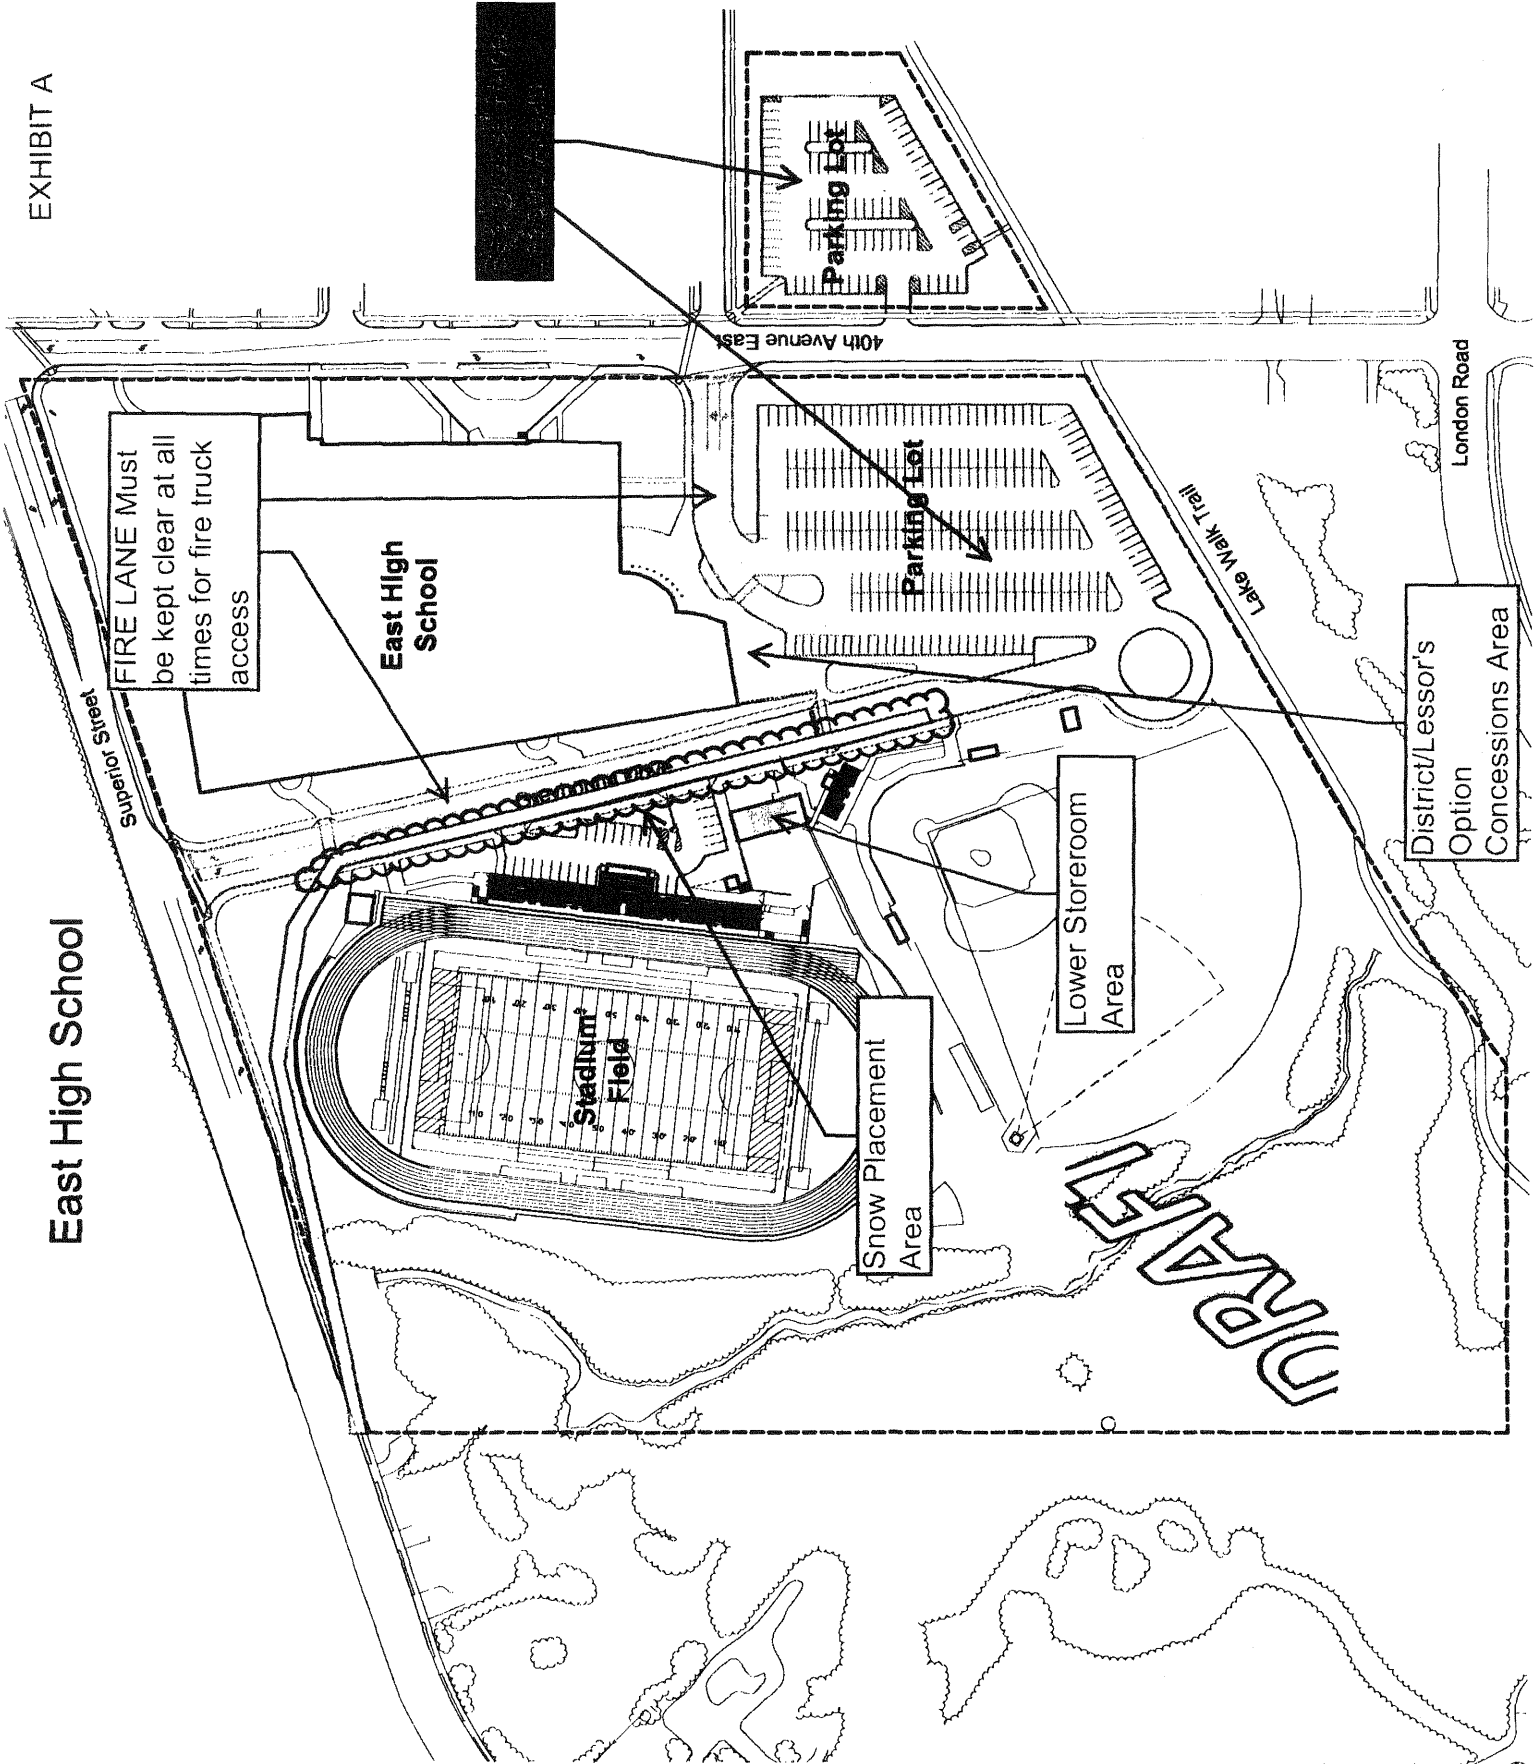 EXHIBIT A
East High School
Superior Street
FIRE LANE Must
be kept clear at all
times for fire truck
access
East High
School
40th Avenue East
Parking Lot
Parking Lot
Stadium
Field
Snow Placement
Area
Lower Storeroom
Area
District/Lessor's
Option
Concessions Area
Lake Walk Trail
London Road
DRAFT